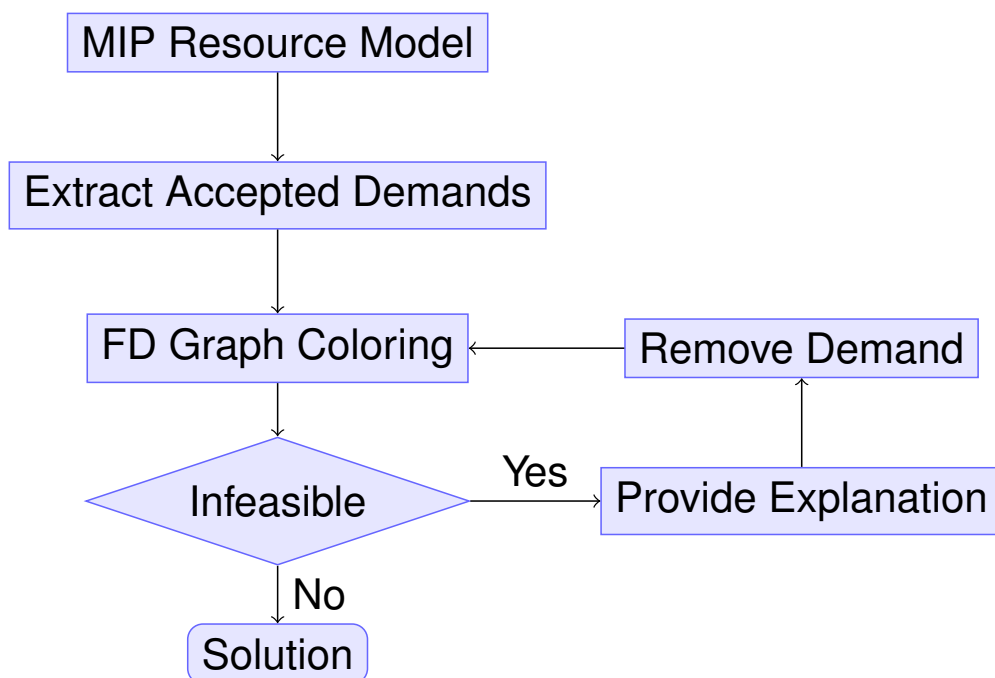 MIP Resource Model
Extract Accepted Demands
FD Graph Coloring
Remove Demand
Infeasible
Yes
Provide Explanation
No
Solution